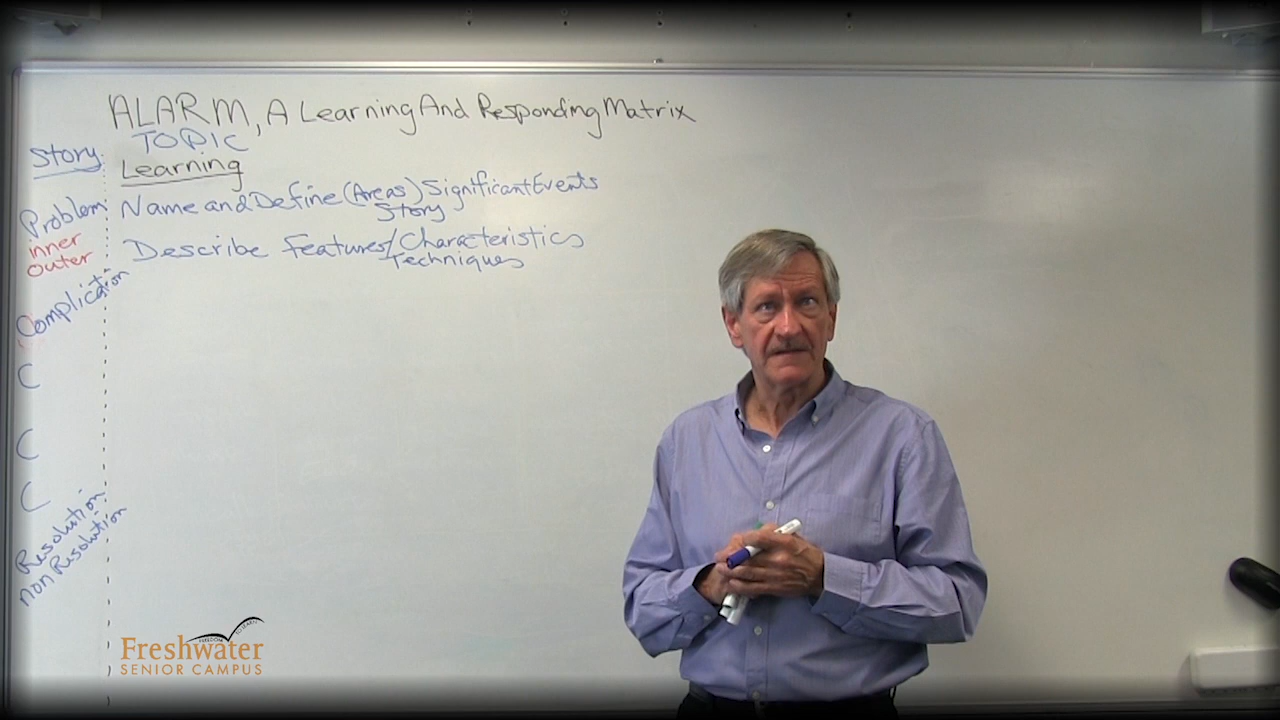 ALARM, A Learning And Responding Matrix
TOPIC
Story:
Learning
Problem:
Name and Define (Areas) Significant Events
Story
inner
outer
Describe Features/Characteristics
Techniques
Complication
C
C
C
Resolution
non Resolution
Freshwater
SENIOR CAMPUS